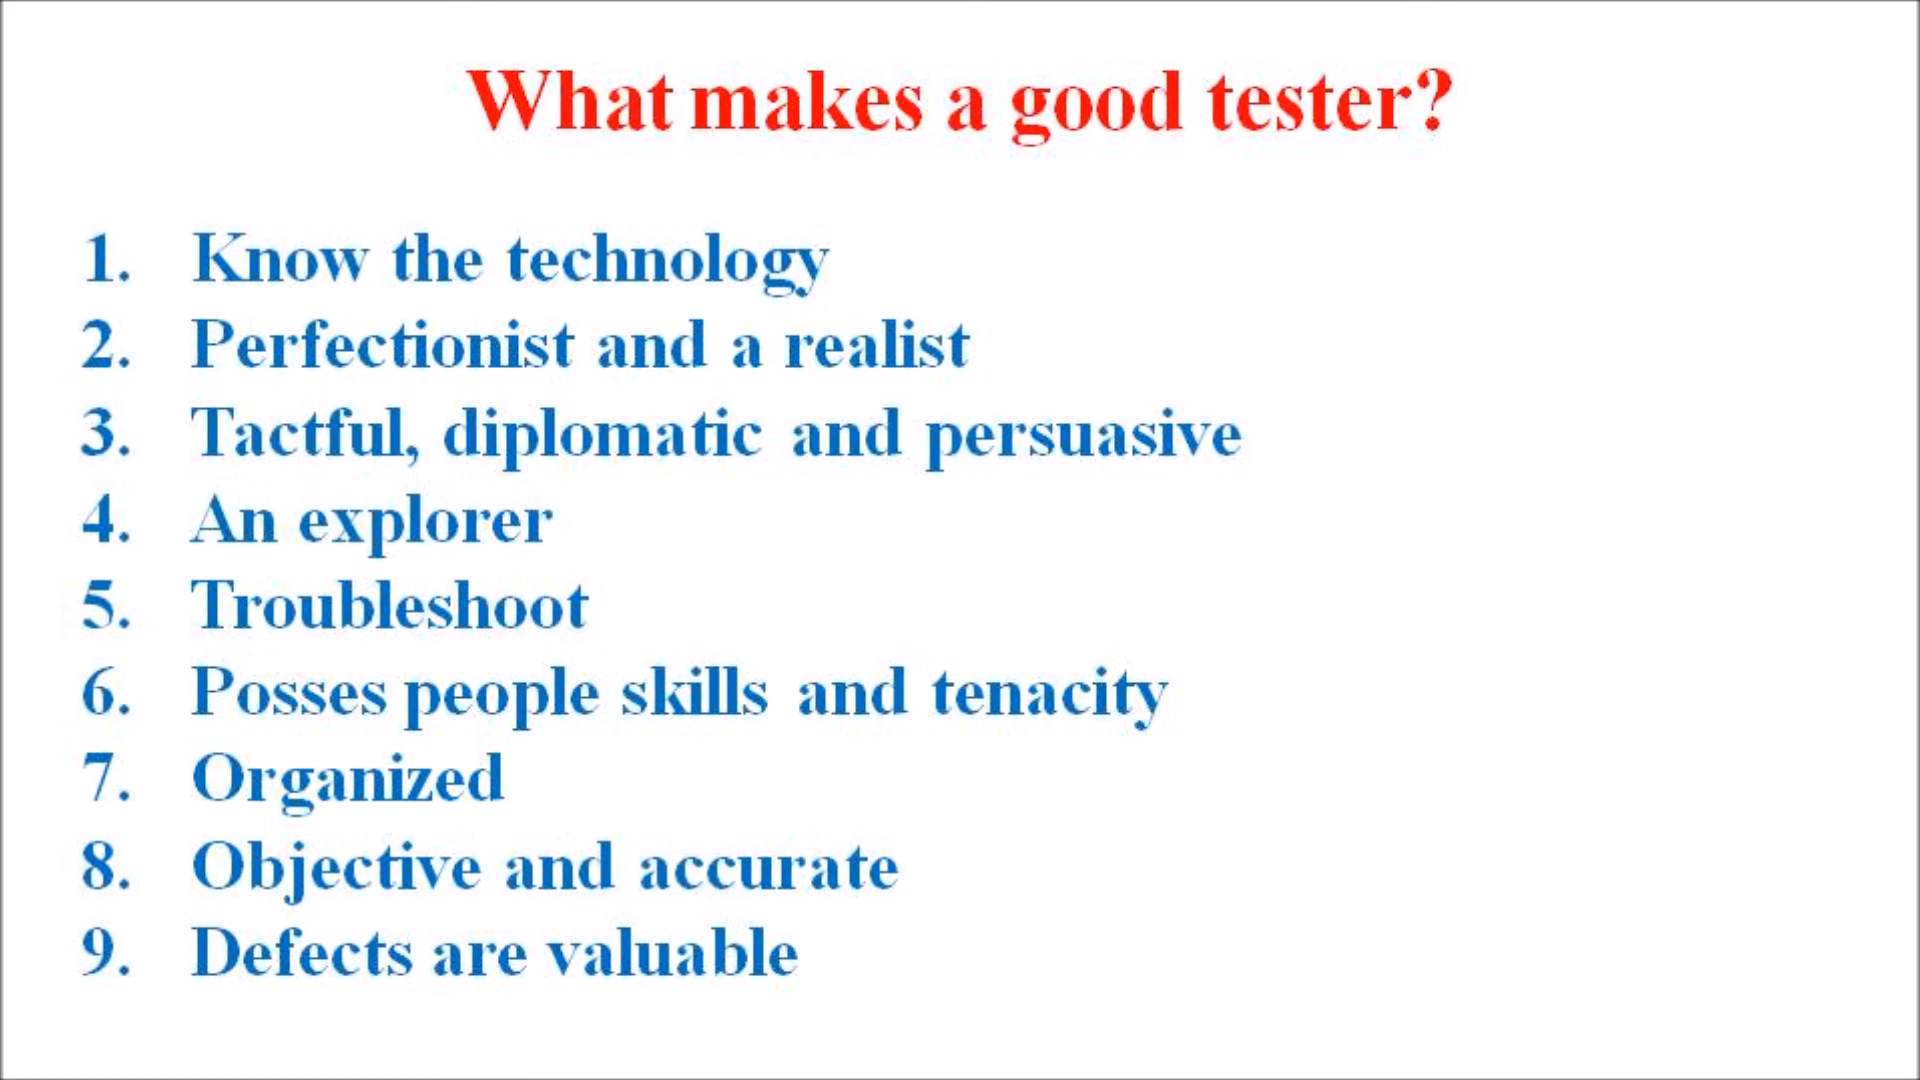 What makes a good tester?
1. Know the technology
2. Perfectionist and a realist
3. Tactful, diplomatic and persuasive
4. An explorer
5. Troubleshoot
6. Posses people skills and tenacity
7. Organized
8. Objective and accurate
9. Defects are valuable